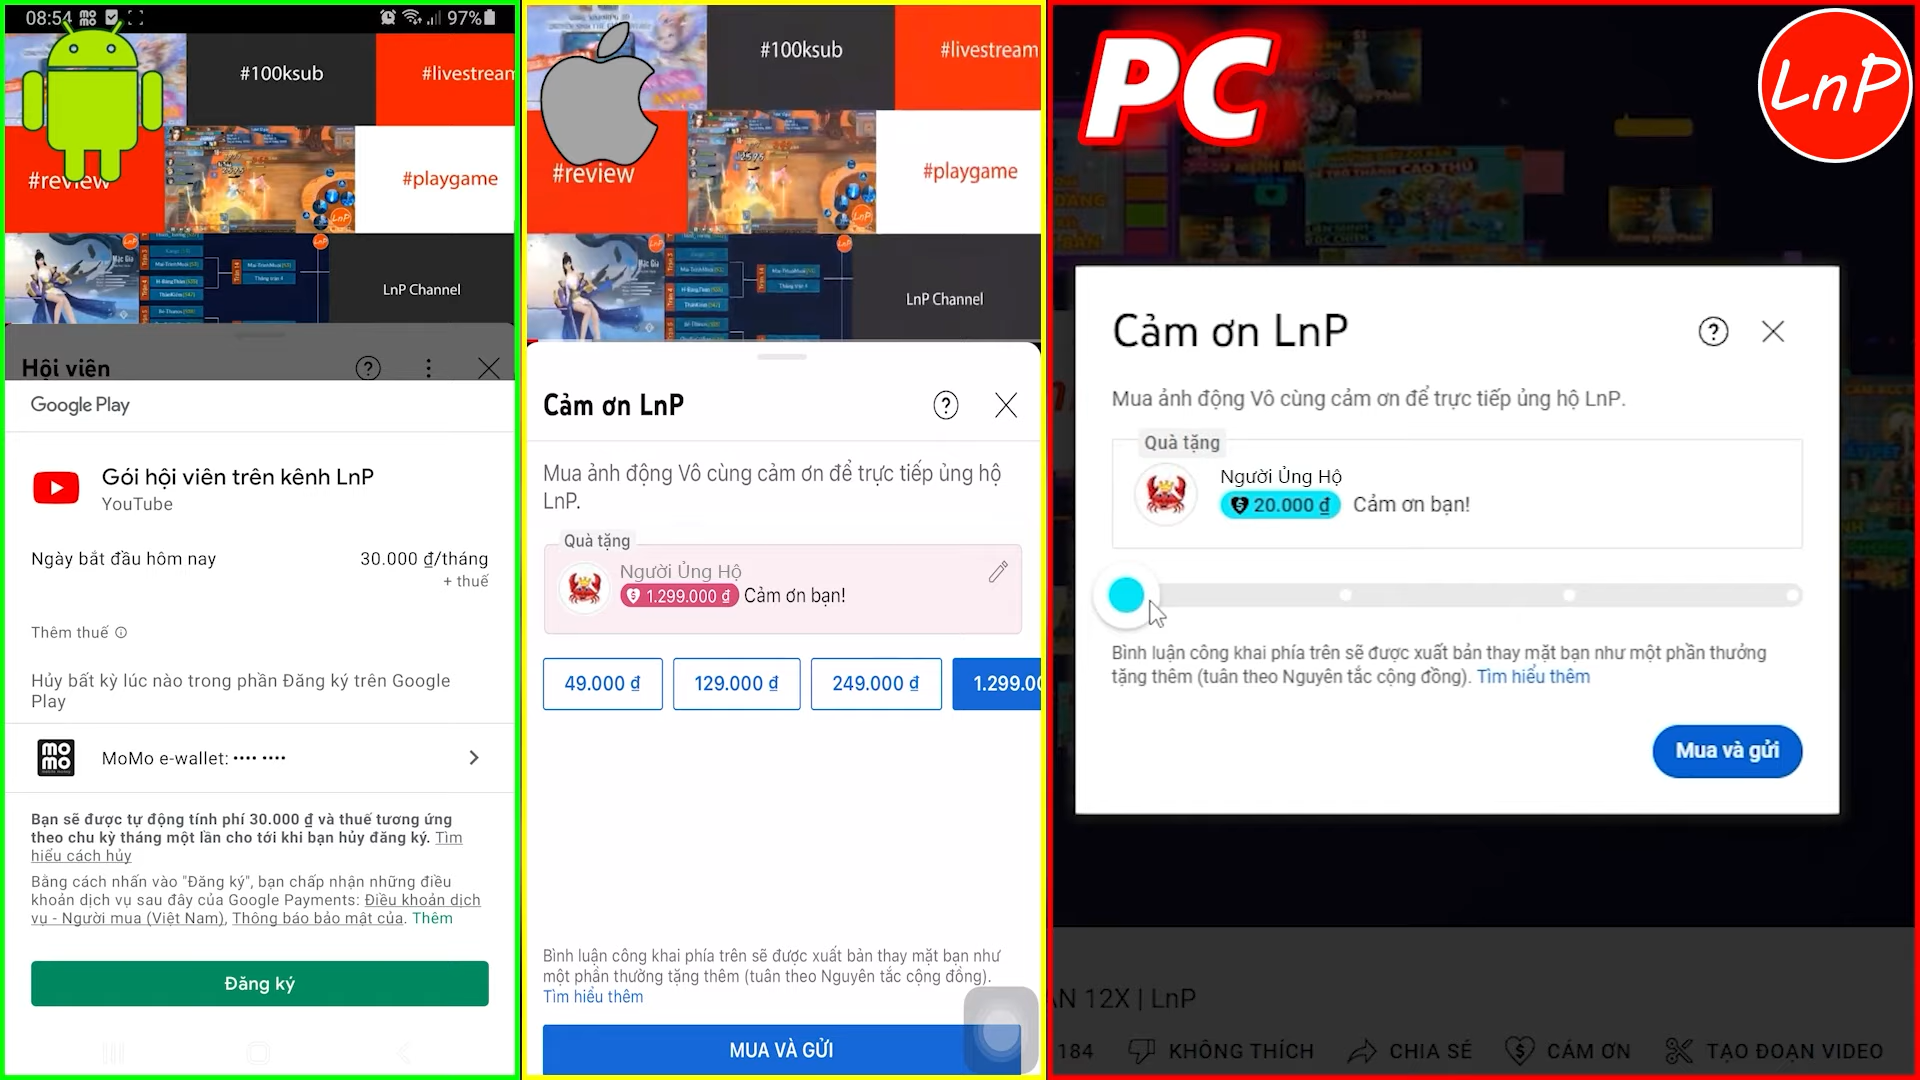 08:54
97%
#100ksub
#livestream
#review
#playgame
LnP Channel
Hội viên
Google Play
Gói hội viên trên kênh LnP
YouTube
Ngày bắt đầu hôm nay
30.000 ₫/tháng
+ thuế
Thêm thuế
Hủy bất kỳ lúc nào trong phần Đăng ký trên Google
Play
mo
mo
MoMo e-wallet: •••• ••••
Bạn sẽ được tự động tính phí 30.000 ₫ và thuế tương ứng
theo chu kỳ tháng một lần cho tới khi bạn hủy đăng ký. Tìm
hiểu cách hủy
Bằng cách nhấn vào "Đăng ký", bạn chấp nhận những điều
khoản dịch vụ sau đây của Google Payments: Điều khoản dịch
vụ - Người mua (Việt Nam), Thông báo bảo mật của. Thêm
Đăng ký
#100ksub
#livestream
#review
#playgame
LnP Channel
Cảm ơn LnP
Mua ảnh động Vô cùng cảm ơn để trực tiếp ủng hộ
LnP.
Quà tặng
Người Ủng Hộ
1.299.000 ₫ Cảm ơn bạn!
49.000 ₫
129.000 ₫
249.000 ₫
1.299.00
Bình luận công khai phía trên sẽ được xuất bản thay mặt bạn như
một phần thưởng tặng thêm (tuân theo Nguyên tắc cộng đồng).
Tìm hiểu thêm
MUA VÀ GỬI
PC
LnP
Cảm ơn LnP
Mua ảnh động Vô cùng cảm ơn để trực tiếp ủng hộ LnP.
Quà tặng
Người Ủng Hộ
20.000 ₫ Cảm ơn bạn!
Bình luận công khai phía trên sẽ được xuất bản thay mặt bạn như một phần thưởng
tặng thêm (tuân theo Nguyên tắc cộng đồng). Tìm hiểu thêm
Mua và gửi
12X | LnP
184
KHÔNG THÍCH
CHIA SẺ
CẢM ƠN
TẠO ĐOẠN VIDEO